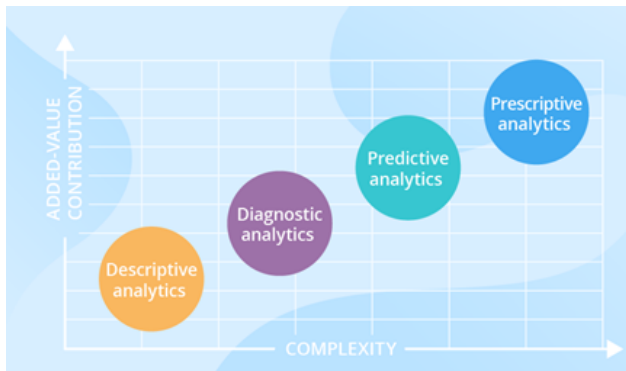 ADDED-VALUE
CONTRIBUTION
Prescriptive
analytics
Predictive
analytics
Diagnostic
analytics
Descriptive
analytics
COMPLEXITY